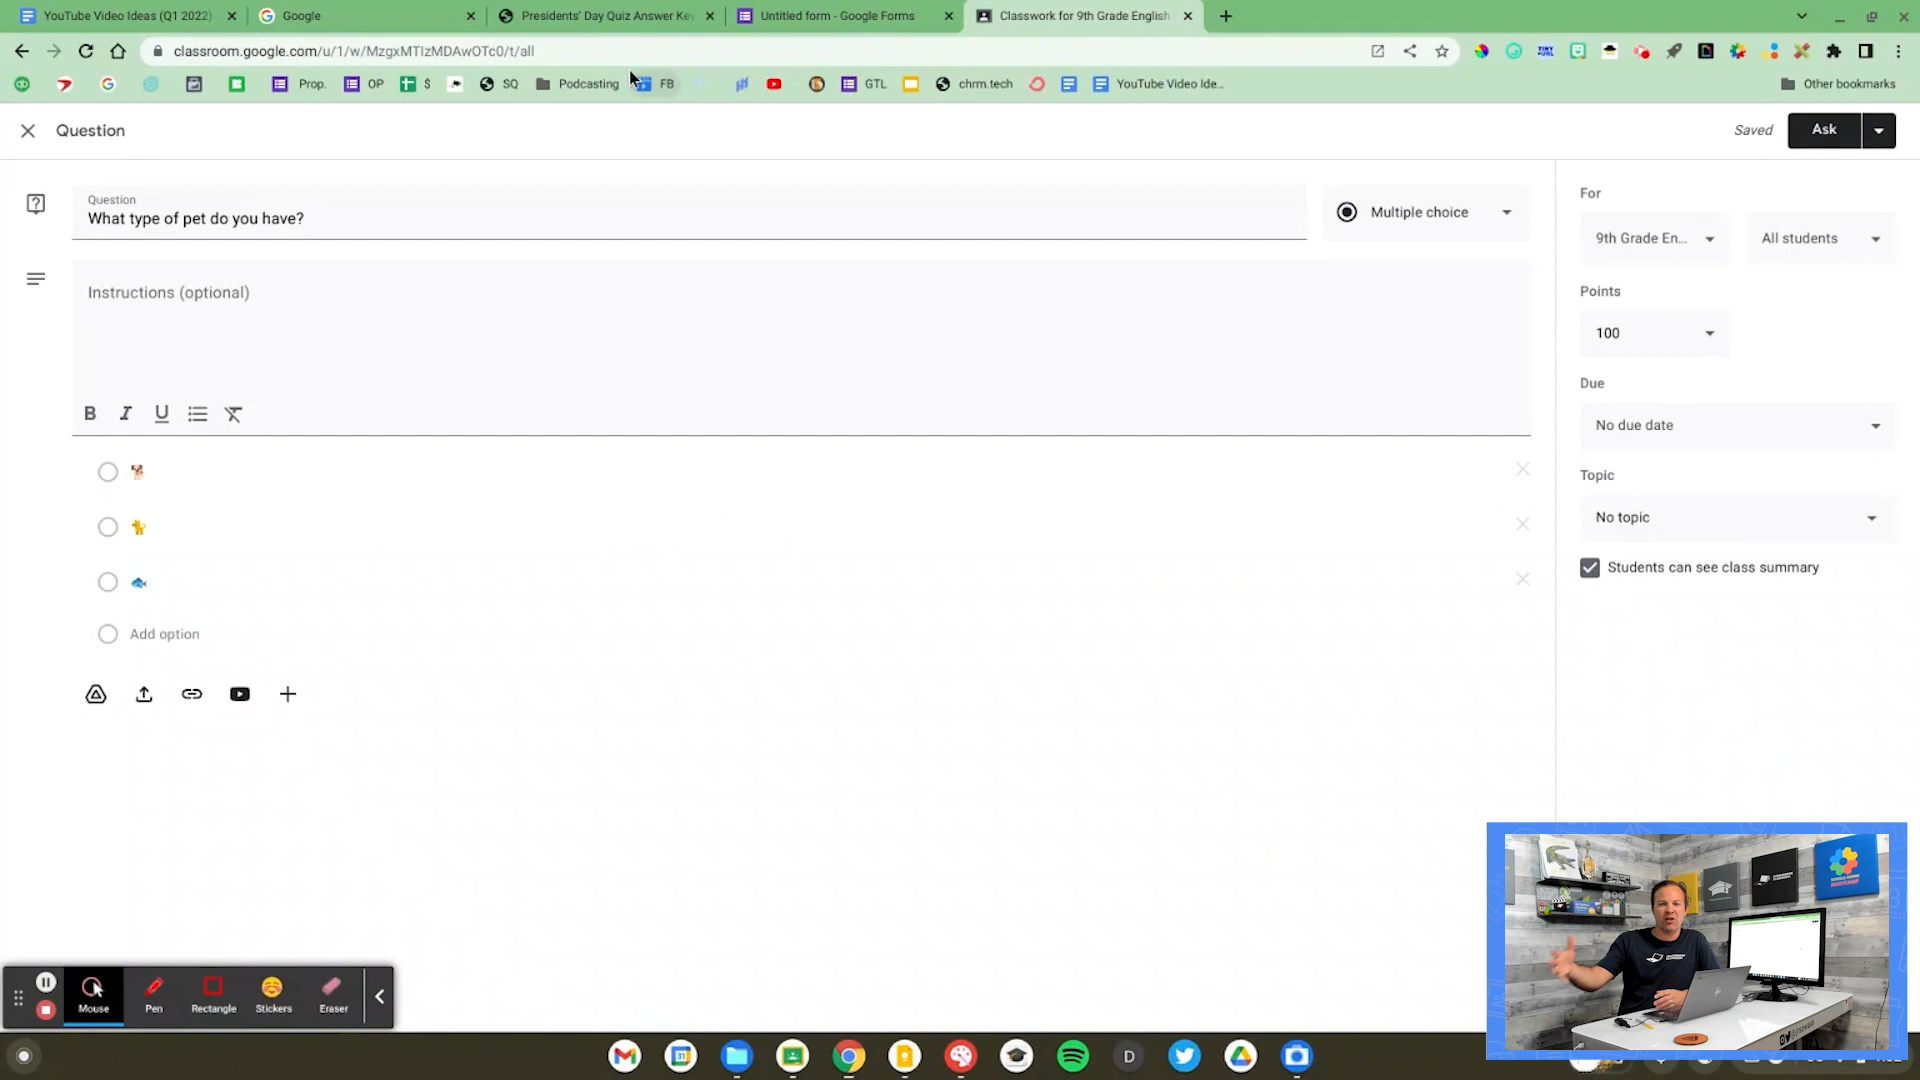 YouTube Video Ideas (Q1 2022)
Google
Presidents' Day Quiz Answer Key
Untitled form - Google Forms
Classwork for 9th Grade English
classroom.google.com/u/1/w/MzgxMTIzMDAwOTc0/t/all
Prop.
OP
$
SQ
Podcasting
FB
GTL
chrm.tech
YouTube Video Ide...
Other bookmarks
Question
Saved
Ask
Question
What type of pet do you have?
Multiple choice
Instructions (optional)
B I U
Add option
For
9th Grade En...
All students
Points
100
Due
No due date
Topic
No topic
Students can see class summary
Mouse
Pen
Rectangle
Stickers
Eraser
D